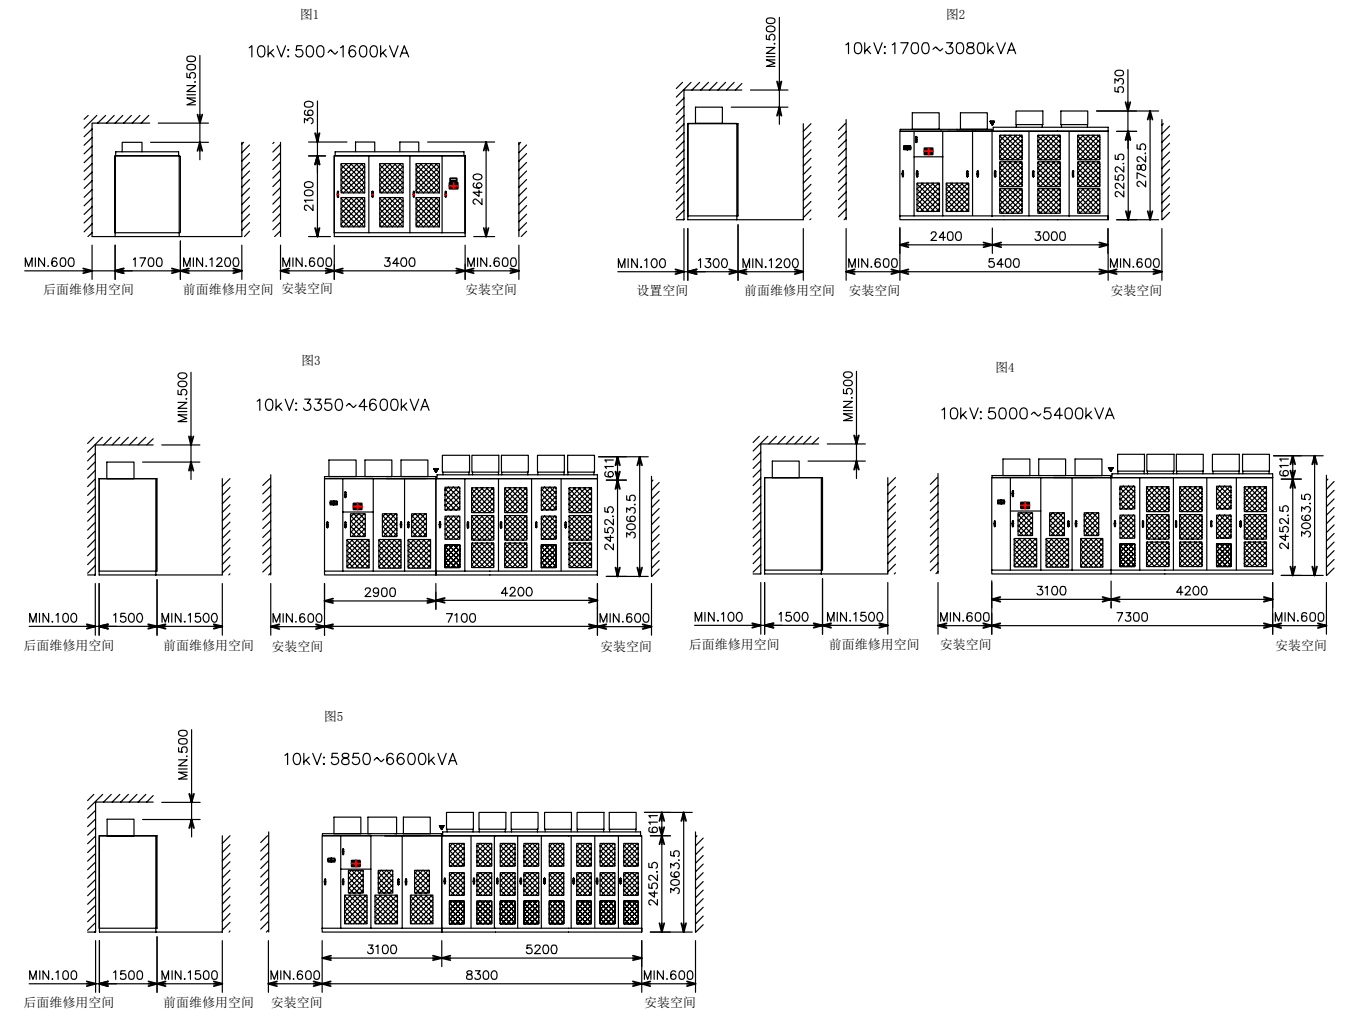 图1
10kV: 500~1600kVA
MIN.500
360
2100
2460
MIN.600
1700
MIN.1200
MIN.600
3400
MIN.600
后面维修用空间
前面维修用空间
安装空间
安装空间
图2
10kV: 1700~3080kVA
MIN.500
530
2252.5
2782.5
2400
3000
MIN.100
1300
MIN.1200
MIN.600
5400
MIN.600
设置空间
前面维修用空间
安装空间
安装空间
图3
10kV: 3350~4600kVA
MIN.500
611
2452.5
3063.5
2900
4200
MIN.100
1500
MIN.1500
MIN.600
7100
MIN.600
后面维修用空间
前面维修用空间
安装空间
安装空间
图4
10kV: 5000~5400kVA
MIN.500
611
2452.5
3063.5
3100
4200
MIN.100
1500
MIN.1500
MIN.600
7300
MIN.600
后面维修用空间
前面维修用空间
安装空间
安装空间
图5
10kV: 5850~6600kVA
MIN.500
611
2452.5
3063.5
3100
5200
MIN.100
1500
MIN.1500
MIN.600
8300
MIN.600
后面维修用空间
前面维修用空间
安装空间
安装空间